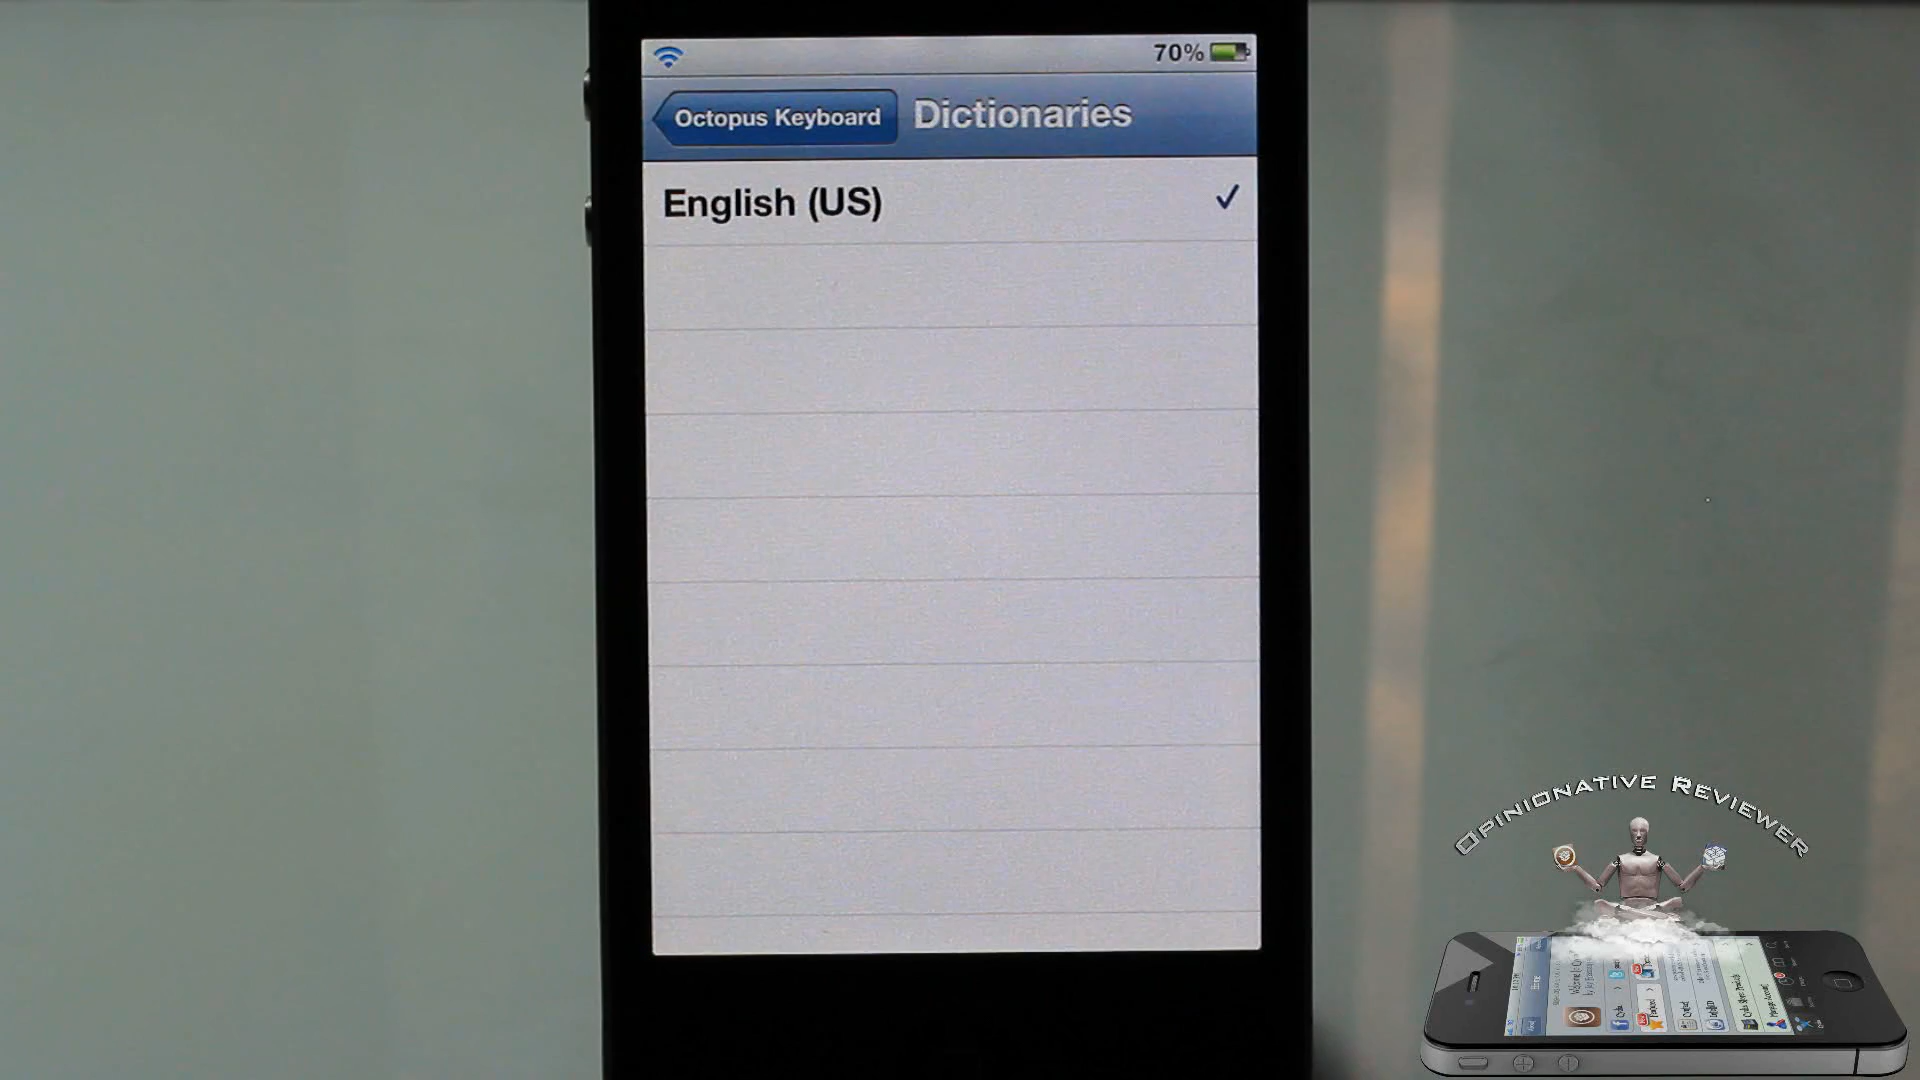 70%
Octopus Keyboard
Dictionaries
English (US)
Opinionative Reviewer